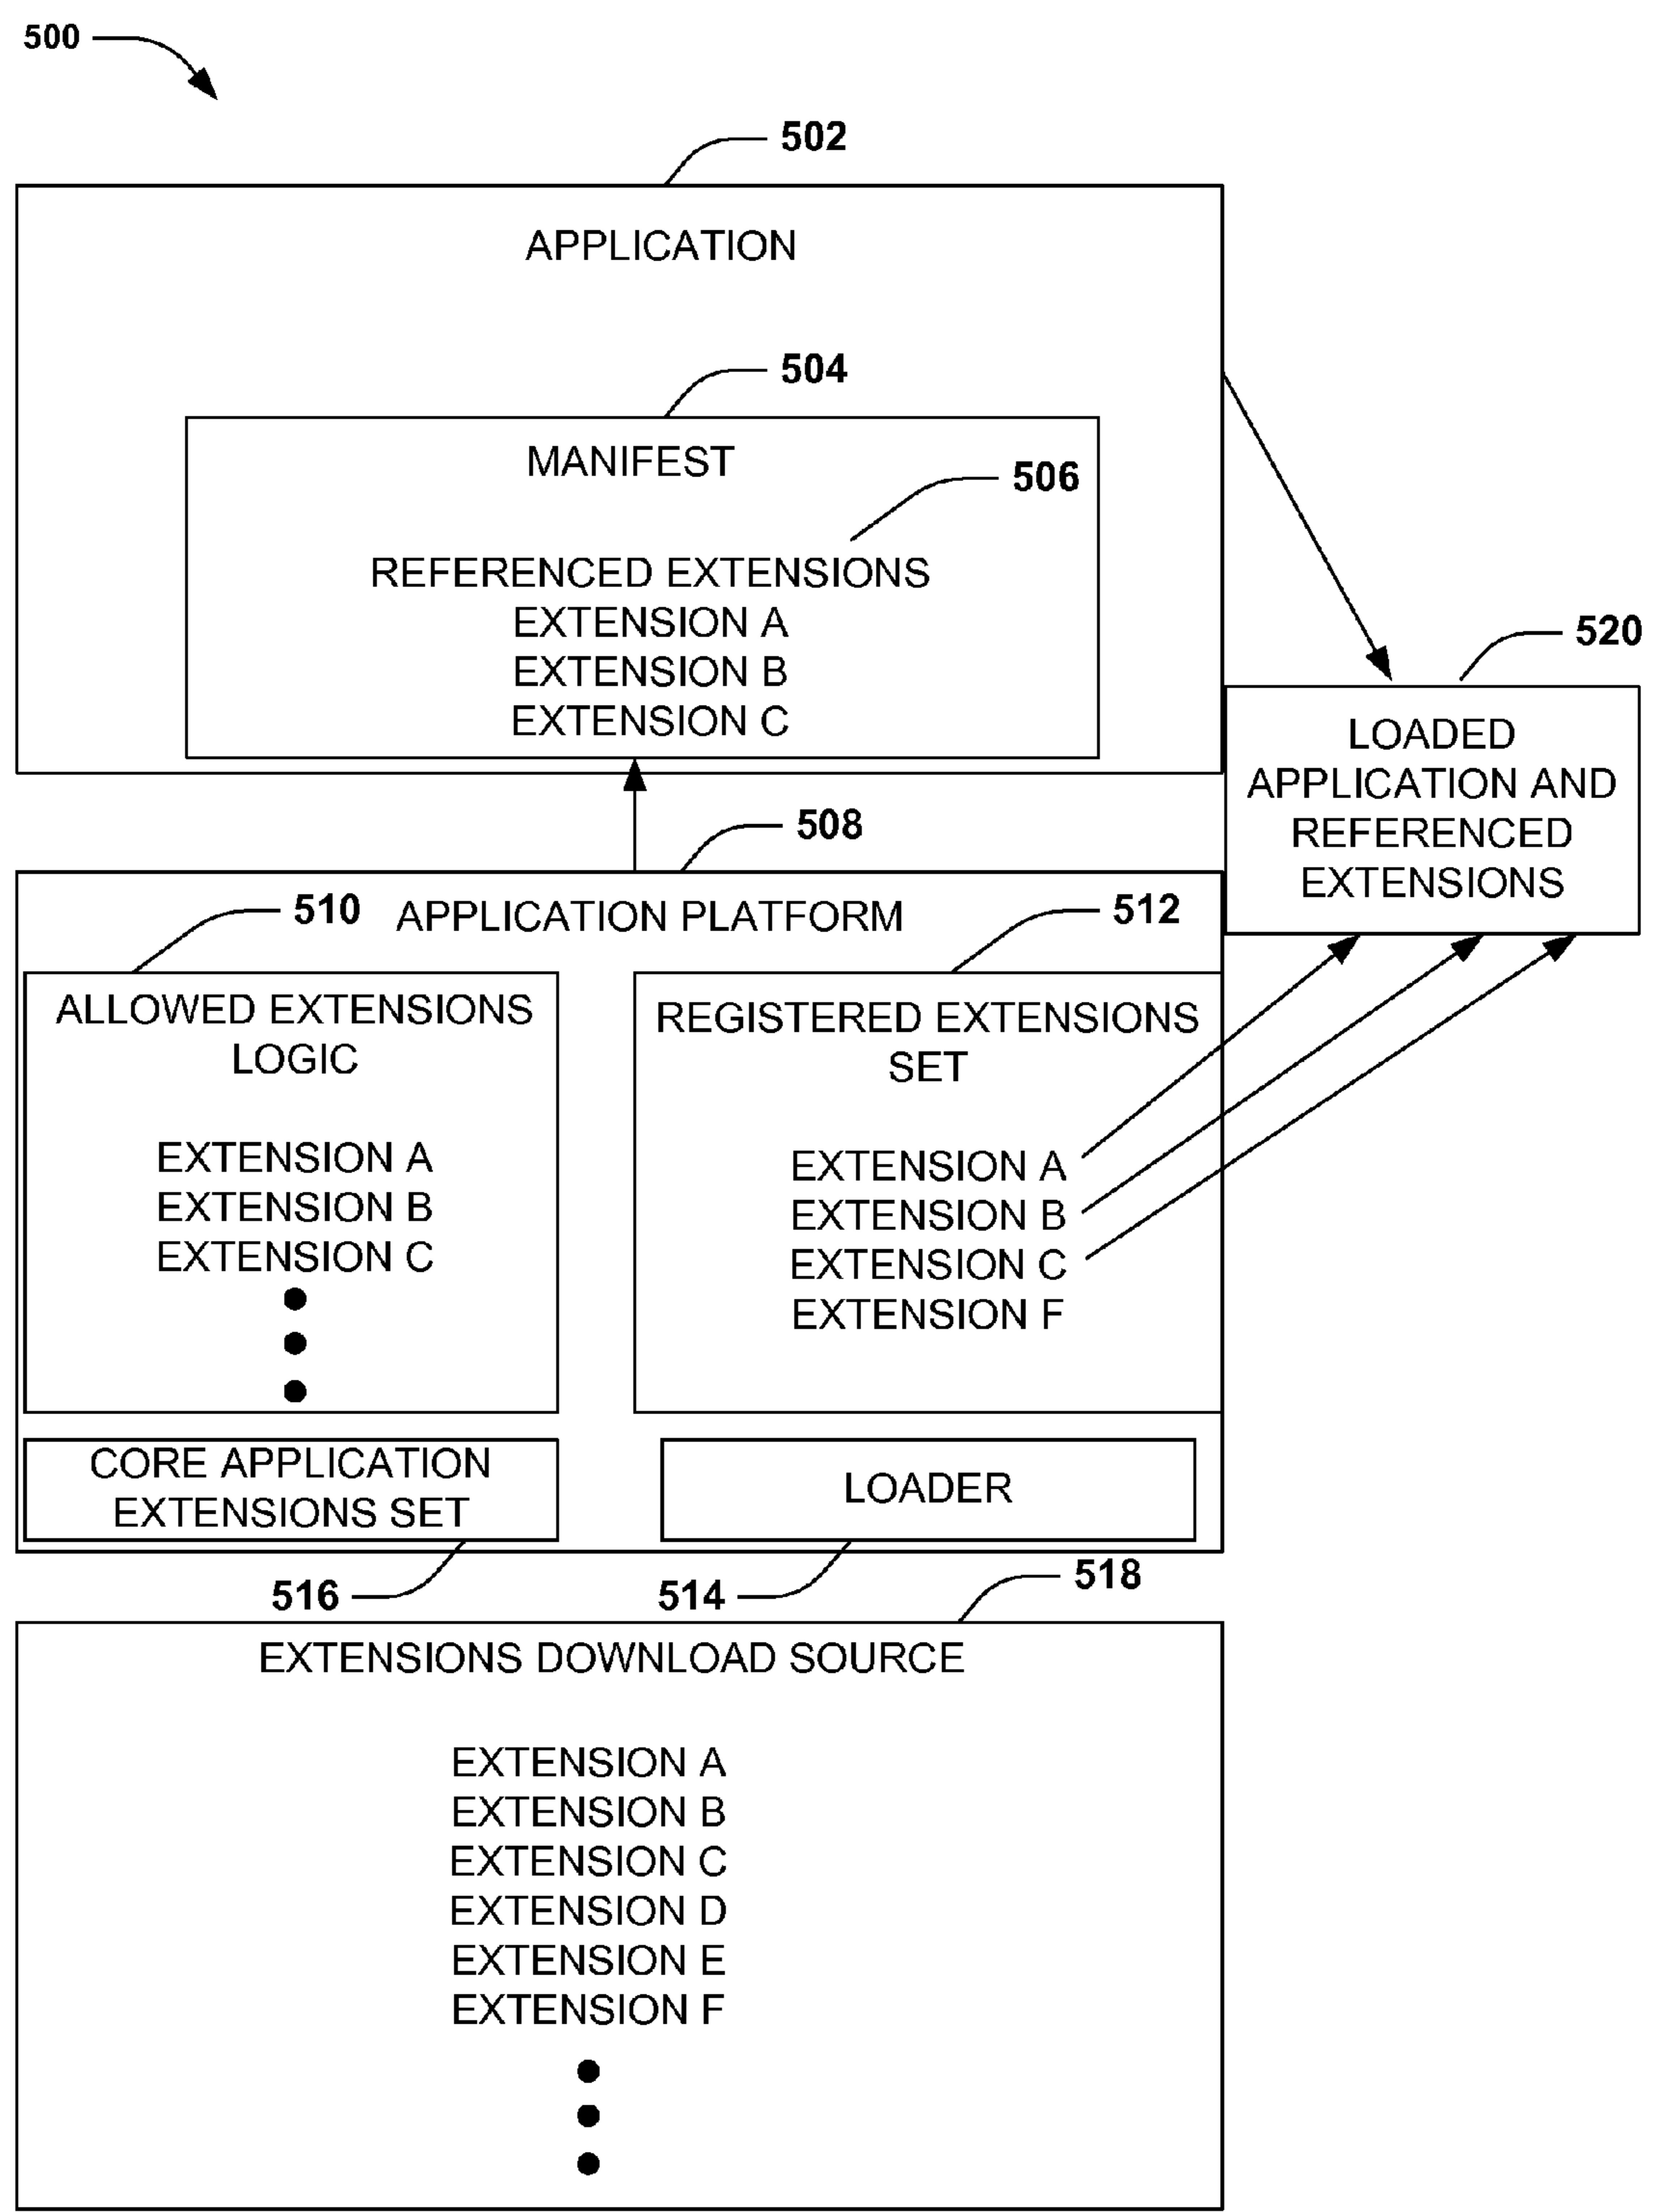 500
502
APPLICATION
504
MANIFEST
506
REFERENCED EXTENSIONS
EXTENSION A
EXTENSION B
EXTENSION C
520
LOADED
APPLICATION AND
REFERENCED
EXTENSIONS
508
APPLICATION PLATFORM
510
ALLOWED EXTENSIONS
LOGIC
EXTENSION A
EXTENSION B
EXTENSION C
512
REGISTERED EXTENSIONS
SET
EXTENSION A
EXTENSION B
EXTENSION C
EXTENSION F
CORE APPLICATION
EXTENSIONS SET
LOADER
516
514
518
EXTENSIONS DOWNLOAD SOURCE
EXTENSION A
EXTENSION B
EXTENSION C
EXTENSION D
EXTENSION E
EXTENSION F